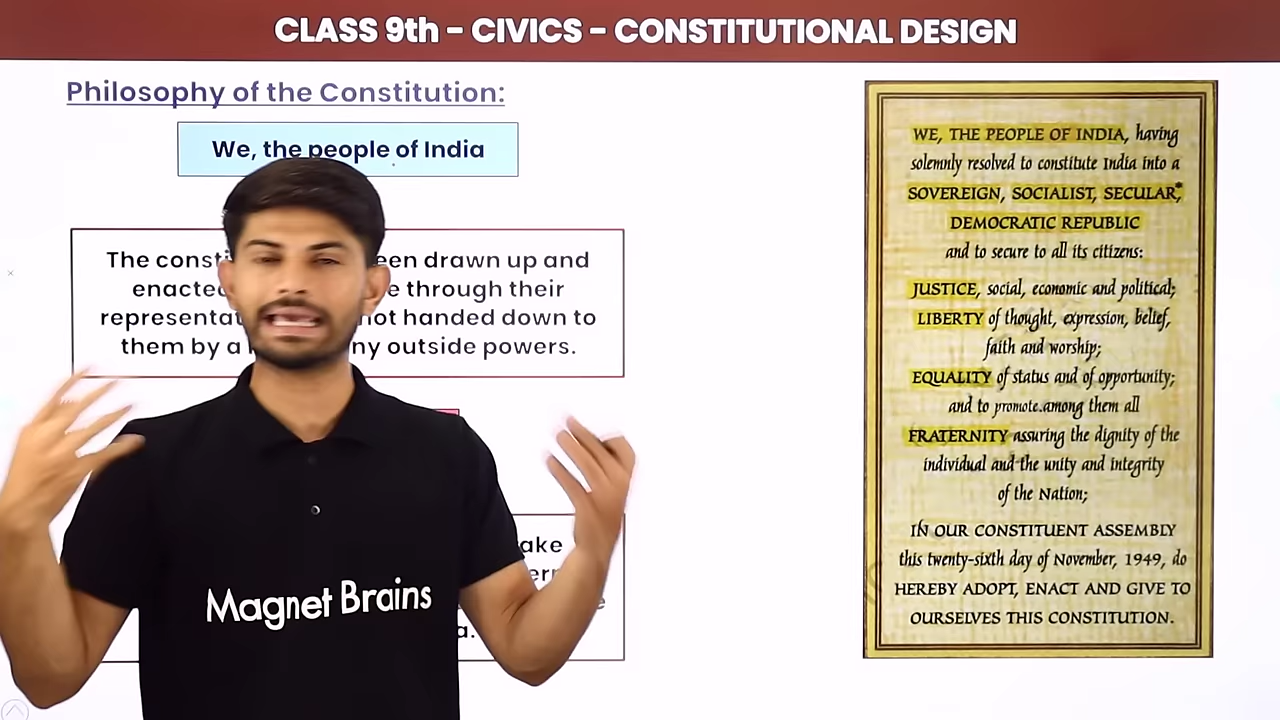 CLASS 9th - CIVICS - CONSTITUTIONAL DESIGN
Philosophy of the Constitution:
We, the people of India
The een drawn up and
e through their
not handed down to
them by a ny outside powers.
ake
a.
Magnet Brains
WE, THE PEOPLE OF INDIA, having
solemnly resolved to constitute India into a
SOVEREIGN, SOCIALIST, SECULAR,*
DEMOCRATIC REPUBLIC
and to secure to all its citizens:
JUSTICE, social, economic and political;
LIBERTY of thought, expression, belief,
faith and worship;
EQUALITY of status and of opportunity;
and to promote among them all
FRATERNITY assuring the dignity of the
individual and the unity and integrity
of the Nation;
IN OUR CONSTITUENT ASSEMBLY
this twenty-sixth day of November, 1949, do
HEREBY ADOPT, ENACT AND GIVE TO
OURSELVES THIS CONSTITUTION.